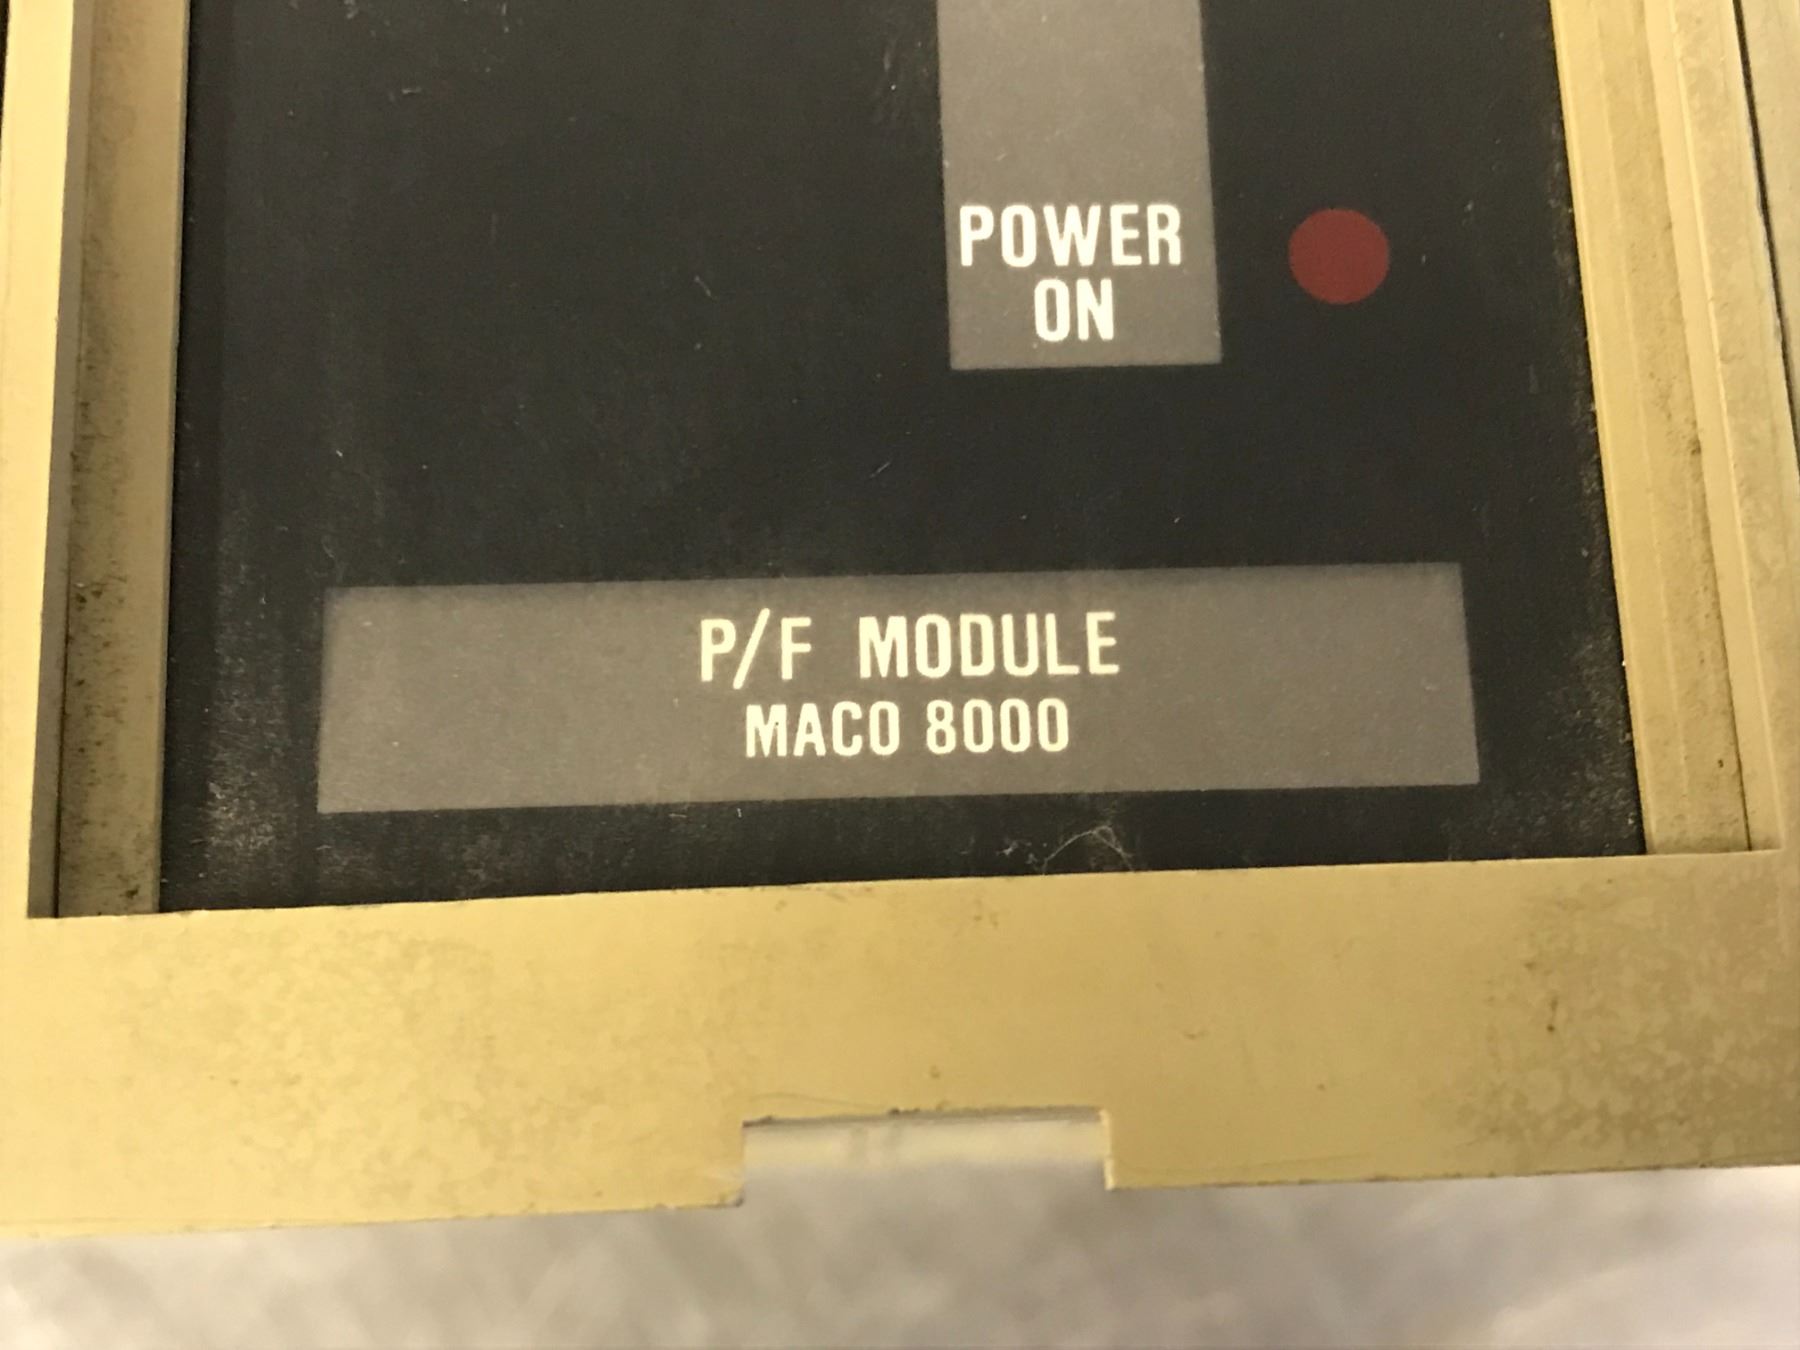 POWER
ON
P/F MODULE
MACO 8000